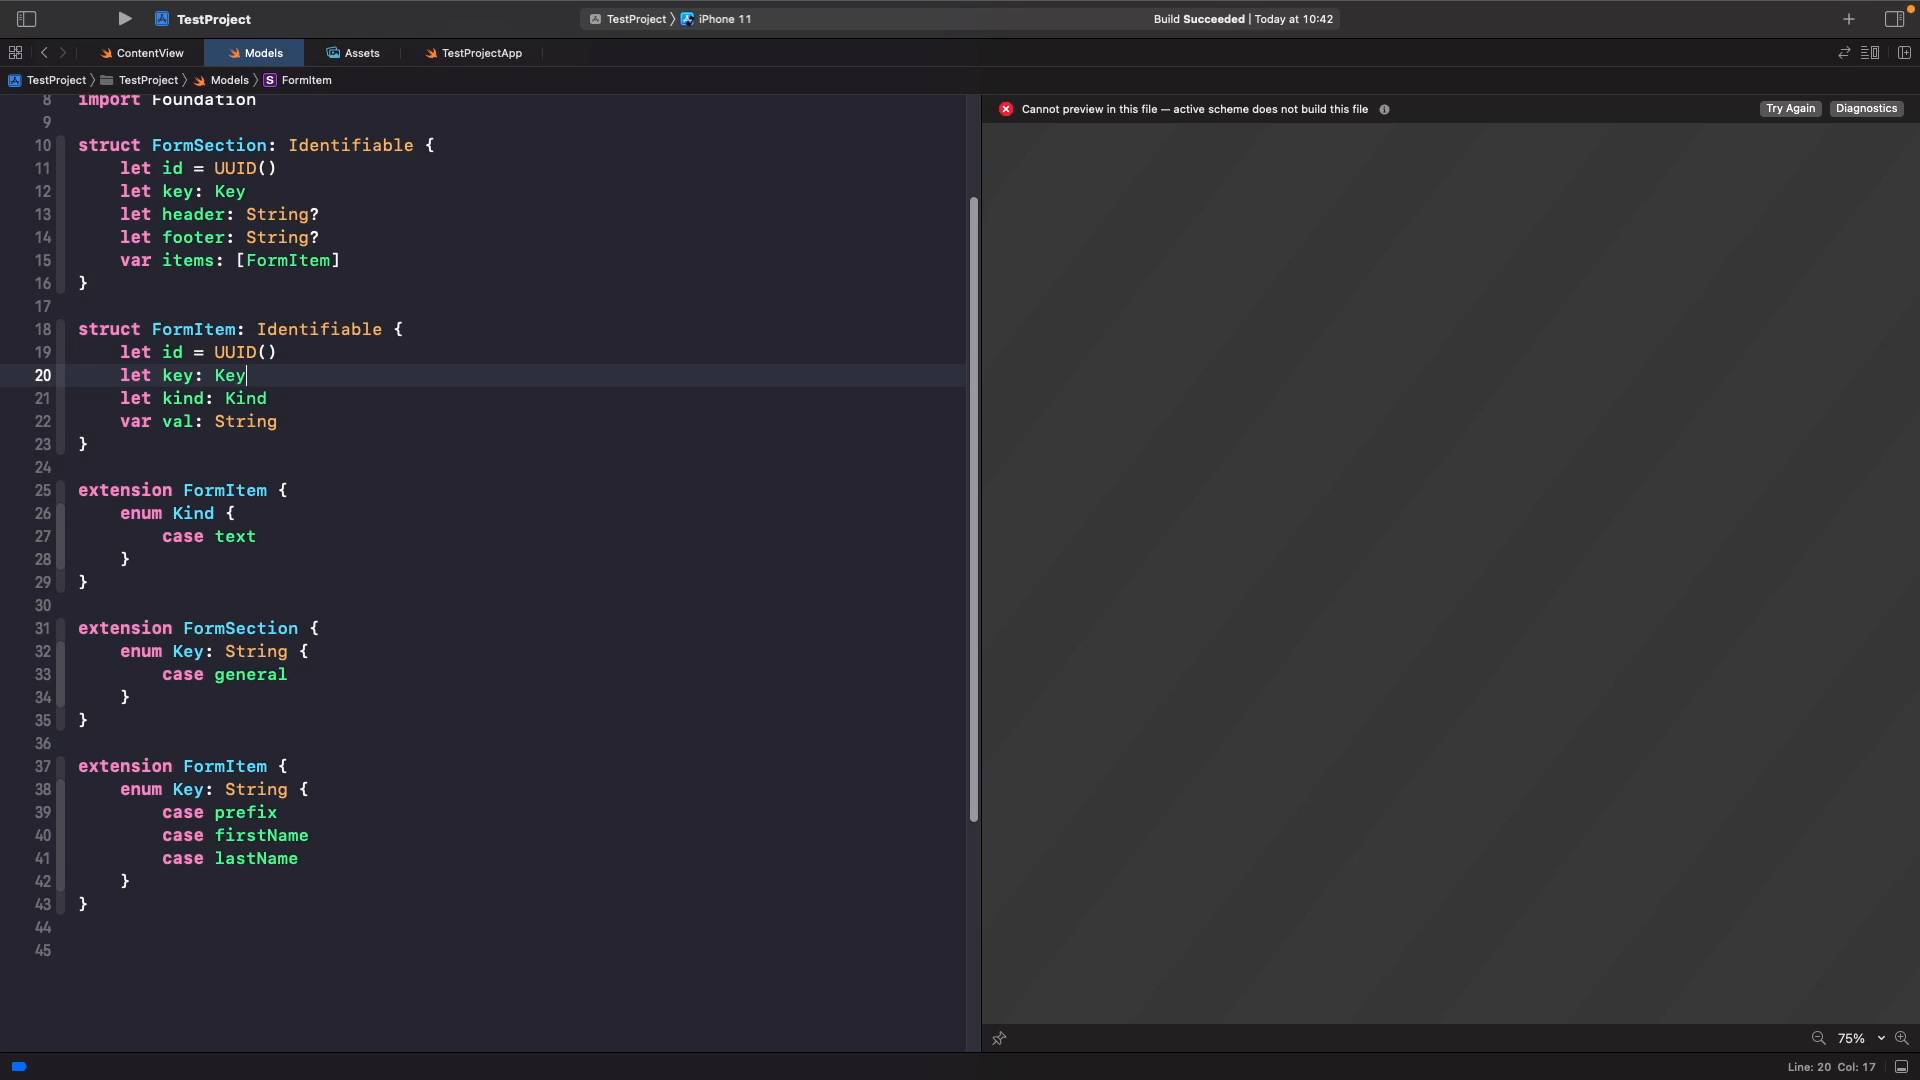 TestProject
TestProject 〉 iPhone 11
Build Succeeded | Today at 10:42
ContentView
Models
Assets
TestProjectApp
TestProject 〉 TestProject 〉 Models 〉 S FormItem
8 import Foundation
9
10 struct FormSection: Identifiable {
11     let id = UUID()
12     let key: Key
13     let header: String?
14     let footer: String?
15     var items: [FormItem]
16 }
17
18 struct FormItem: Identifiable {
19     let id = UUID()
20     let key: Key
21     let kind: Kind
22     var val: String
23 }
24
25 extension FormItem {
26     enum Kind {
27         case text
28     }
29 }
30
31 extension FormSection {
32     enum Key: String {
33         case general
34     }
35 }
36
37 extension FormItem {
38     enum Key: String {
39         case prefix
40         case firstName
41         case lastName
42     }
43 }
44
45
Cannot preview in this file — active scheme does not build this file
Try Again
Diagnostics
75%
Line: 20 Col: 17